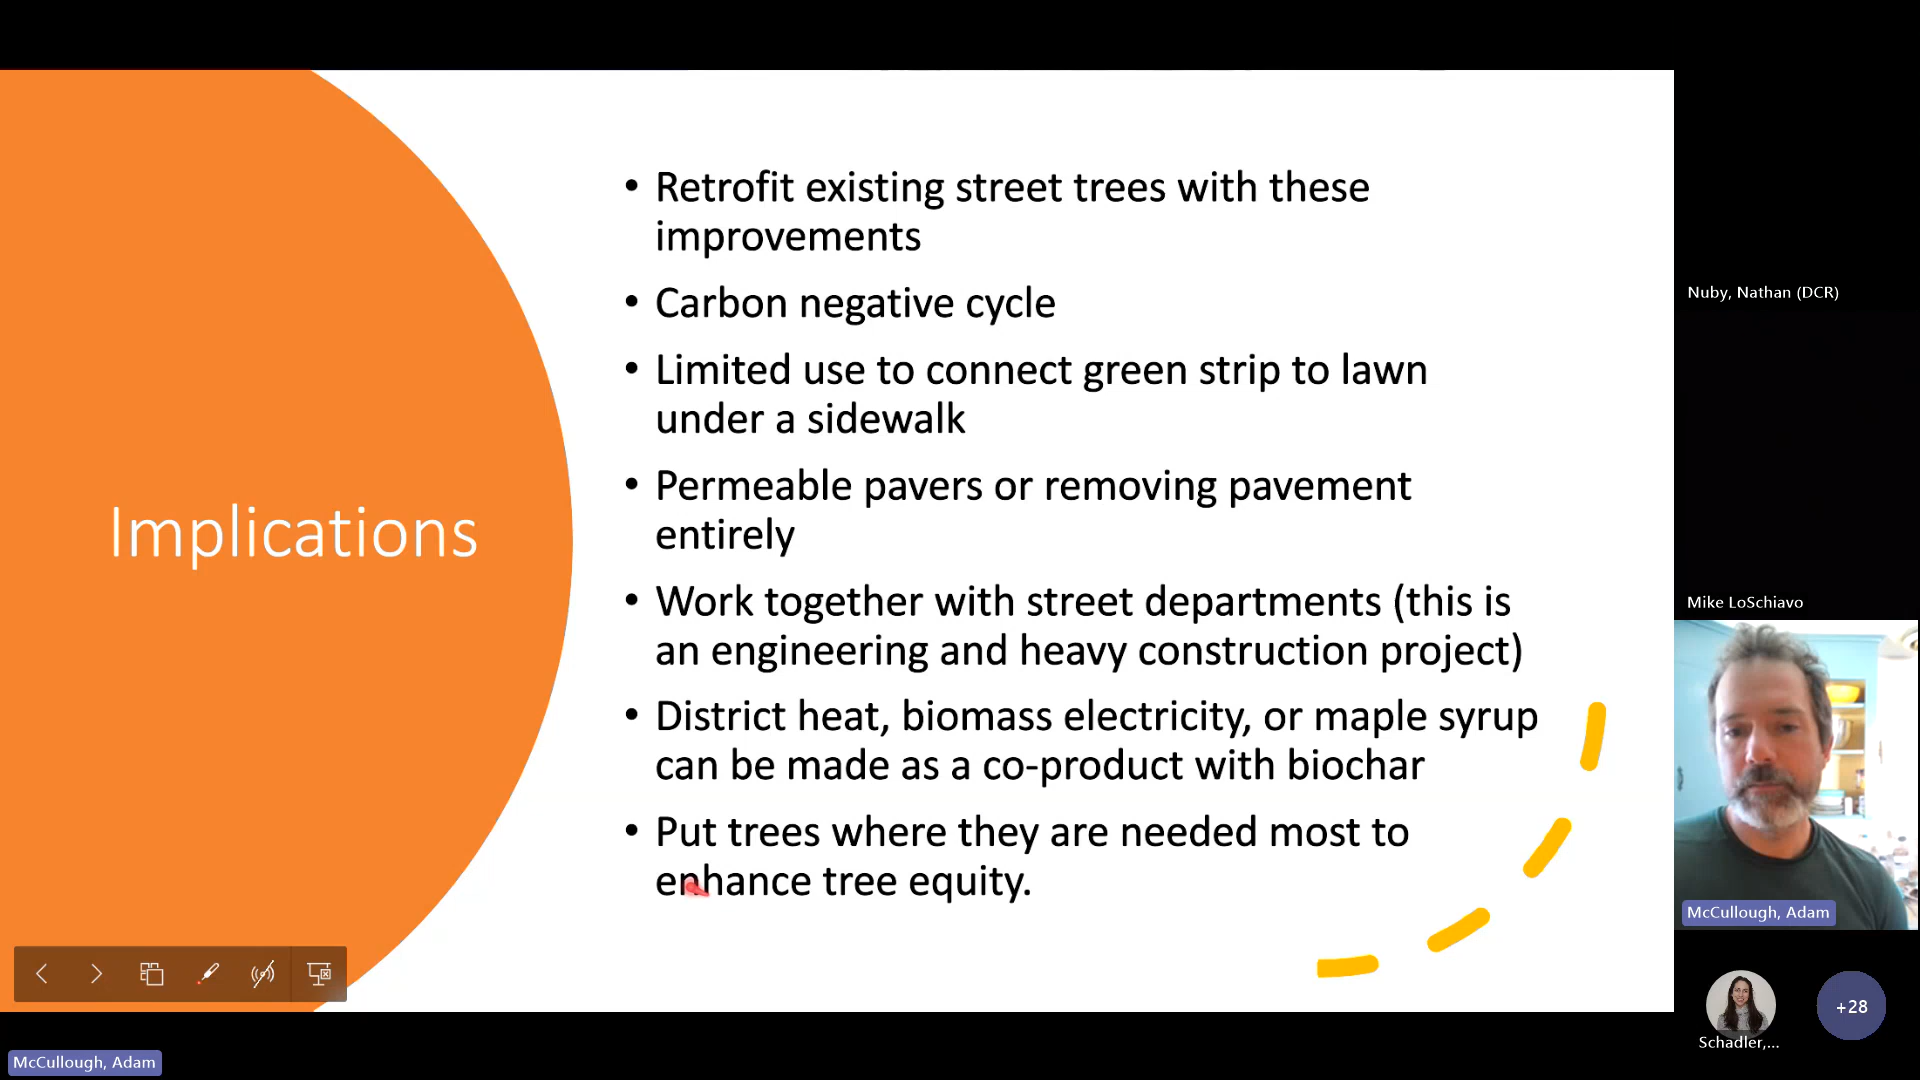 Implications
• Retrofit existing street trees with these
improvements
• Carbon negative cycle
• Limited use to connect green strip to lawn
under a sidewalk
• Permeable pavers or removing pavement
entirely
• Work together with street departments (this is
an engineering and heavy construction project)
• District heat, biomass electricity, or maple syrup
can be made as a co-product with biochar
• Put trees where they are needed most to
enhance tree equity.
Nuby, Nathan (DCR)
Mike LoSchiavo
McCullough, Adam
+28
Schadler,...
McCullough, Adam